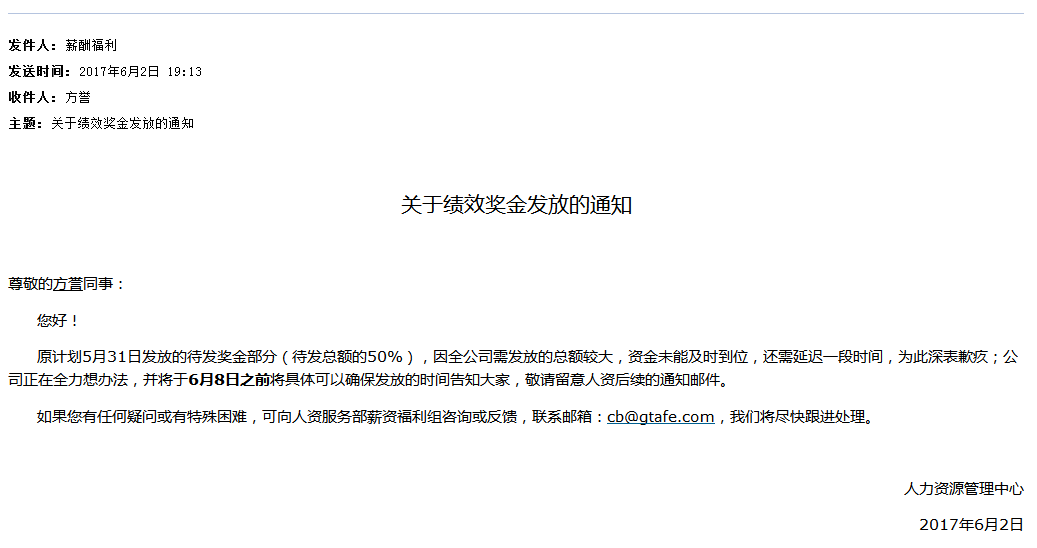 发件人：薪酬福利
发送时间：2017年6月2日 19:13
收件人：方誉
主题：关于绩效奖金发放的通知
关于绩效奖金发放的通知
尊敬的方誉同事：
您好！
原计划5月31日发放的待发奖金部分（待发总额的50%），因全公司需发放的总额较大，资金未能及时到位，还需延迟一段时间，为此深表歉疚；公
司正在全力想办法，并将于6月8日之前将具体可以确保发放的时间告知大家，敬请留意人资后续的通知邮件。
如果您有任何疑问或有特殊困难，可向人资服务部薪资福利组咨询或反馈，联系邮箱：cb@gtafe.com，我们将尽快跟进处理。
人力资源管理中心
2017年6月2日